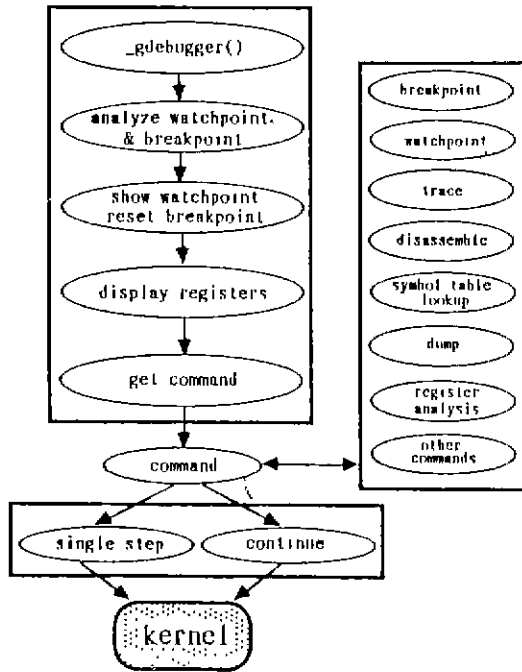 _gdebugger()
analyze watchpoint.
& breakpoint
show watchpoint
reset breakpoint
display registers
get command
command
single step
continue
kernel
breakpoint
watchpoint
trace
disassemble
symbol table
lookup
dump
register
analysis
other
commands